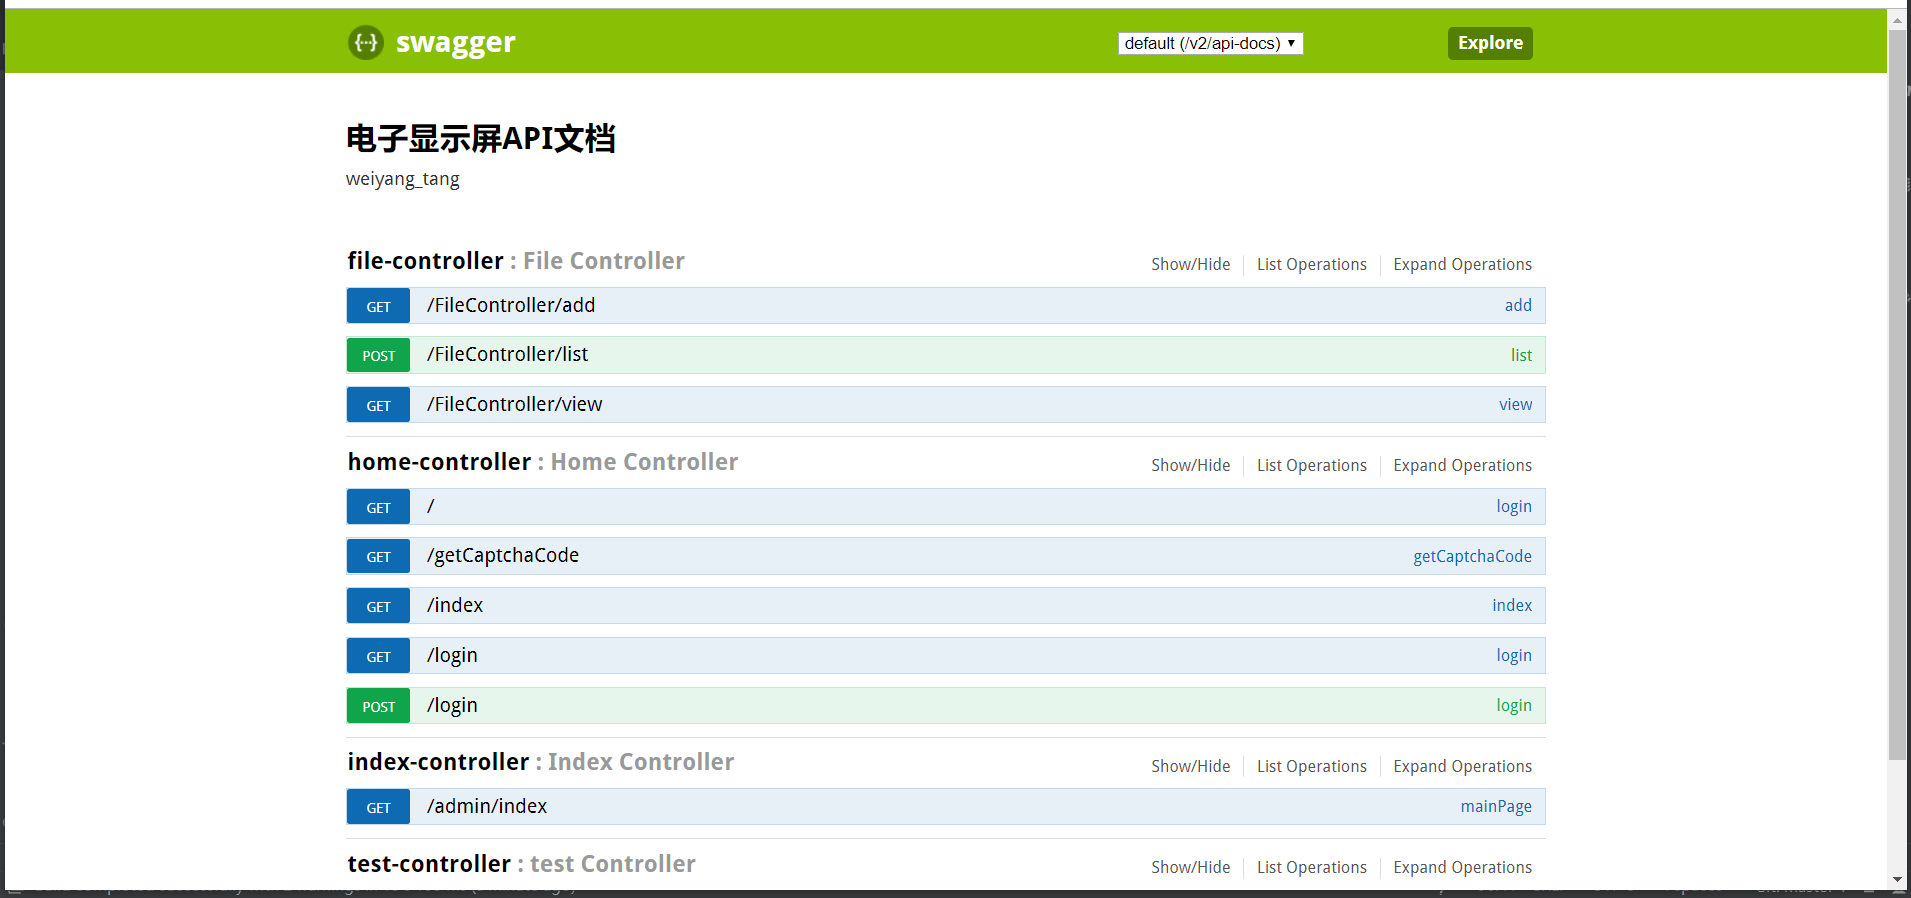 swagger
default (/v2/api-docs)
Explore
电子显示屏API文档
weiyang_tang
file-controller : File Controller
Show/Hide List Operations Expand Operations
GET /FileController/add add
POST /FileController/list list
GET /FileController/view view
home-controller : Home Controller
Show/Hide List Operations Expand Operations
GET / login
GET /getCaptchaCode getCaptchaCode
GET /index index
GET /login login
POST /login login
index-controller : Index Controller
Show/Hide List Operations Expand Operations
GET /admin/index mainPage
test-controller : test Controller
Show/Hide List Operations Expand Operations